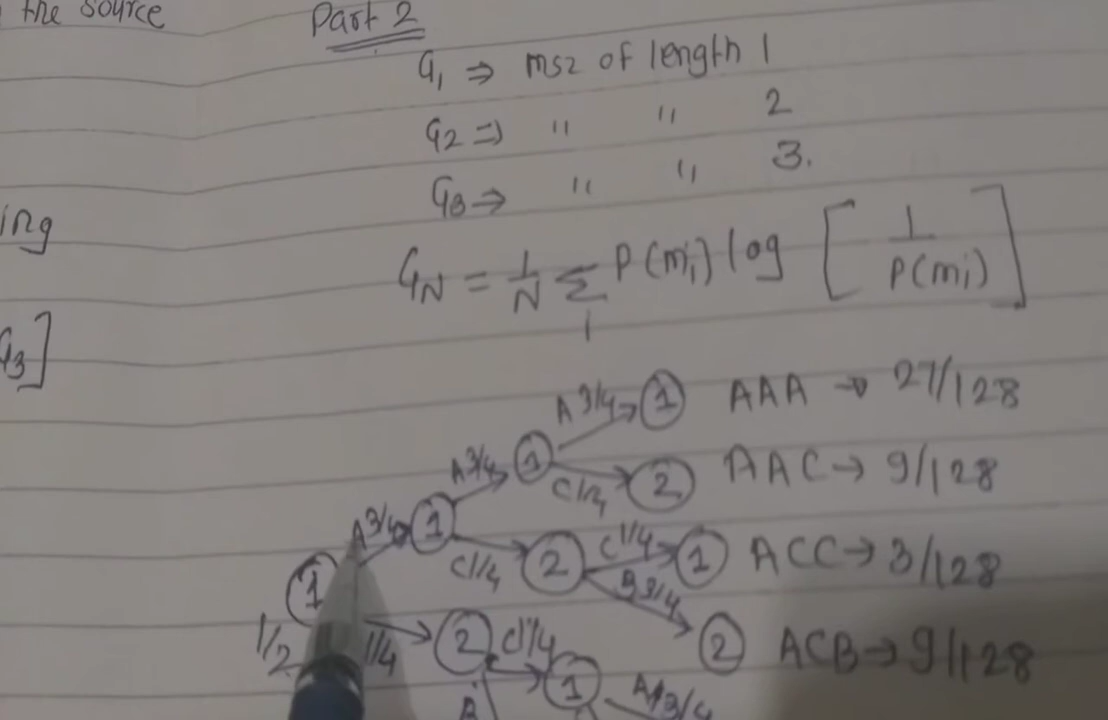 the source
Part 2
G1 ⇒ msz of length 1
G2 ⇒ " " 2
G3 → " " 3.
ing
GN = 1/N Σi P(mi) log [1/P(mi)]
G3]
A 3/4 1 AAA → 27/128
A 3/4 1 C 1/4 2 AAC → 9/128
A 3/4 1 C 1/4 2 C 1/4 1 ACC → 3/128
1 B 3/4
1/2 1/4 2 C 1/4 2 ACB → 9/128
1 A 3/4
B